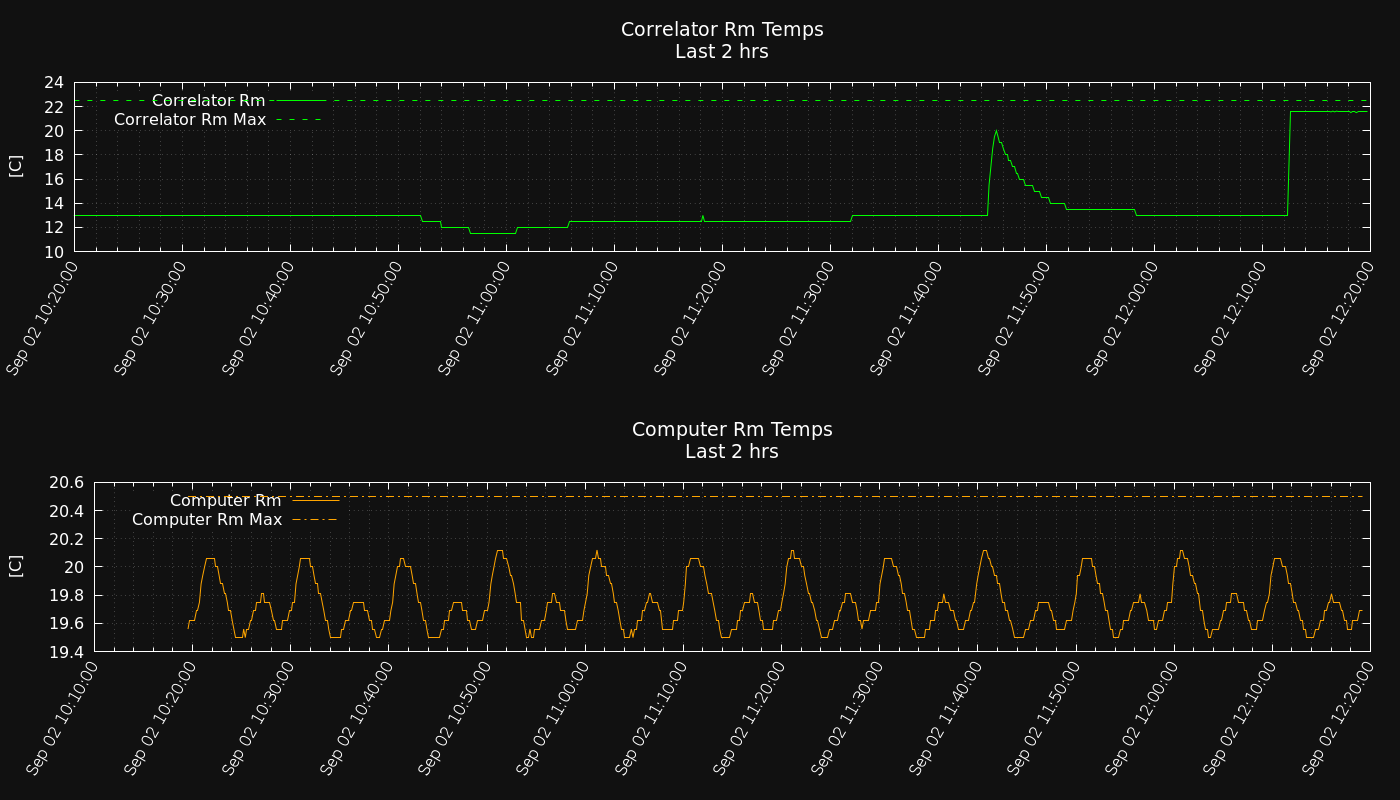 Correlator Rm Temps
Last 2 hrs
24
Correlator Rm
22
Correlator Rm Max
20
18
[C]
16
14
12
10
Sep 02 10:20:00
Sep 02 10:30:00
Sep 02 10:40:00
Sep 02 10:50:00
Sep 02 11:00:00
Sep 02 11:10:00
Sep 02 11:20:00
Sep 02 11:30:00
Sep 02 11:40:00
Sep 02 11:50:00
Sep 02 12:00:00
Sep 02 12:10:00
Sep 02 12:20:00
Computer Rm Temps
Last 2 hrs
20.6
Computer Rm
20.4
Computer Rm Max
20.2
[C]
20
19.8
19.6
19.4
Sep 02 10:10:00
Sep 02 10:20:00
Sep 02 10:30:00
Sep 02 10:40:00
Sep 02 10:50:00
Sep 02 11:00:00
Sep 02 11:10:00
Sep 02 11:20:00
Sep 02 11:30:00
Sep 02 11:40:00
Sep 02 11:50:00
Sep 02 12:00:00
Sep 02 12:10:00
Sep 02 12:20:00